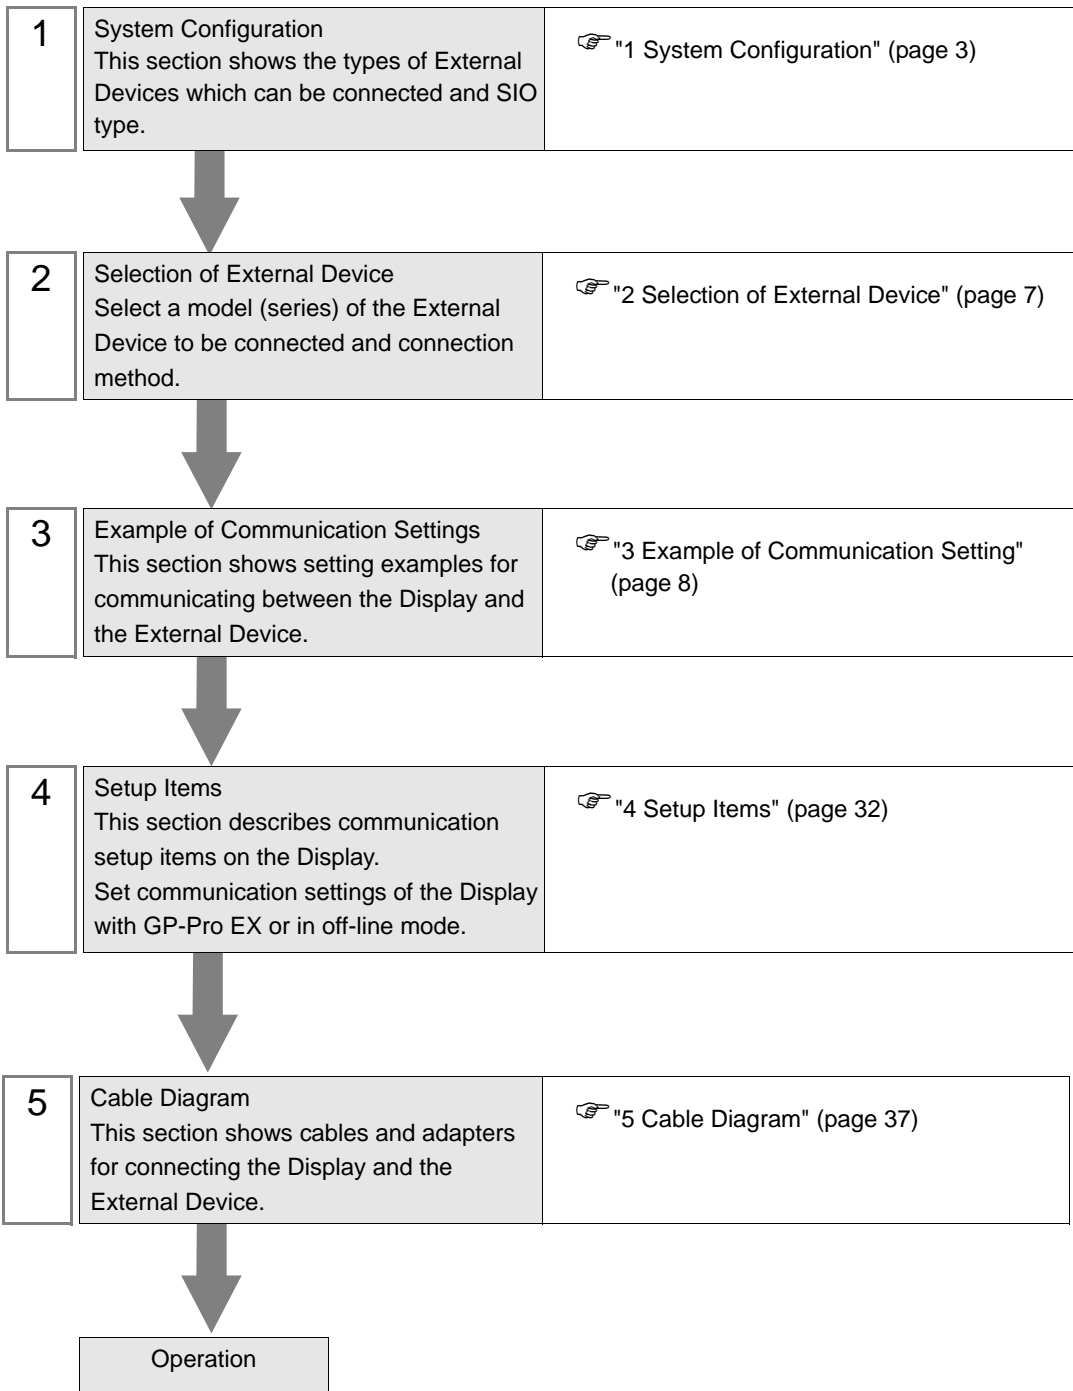 1
System Configuration
This section shows the types of External
Devices which can be connected and SIO
type.
"1 System Configuration" (page 3)
2
Selection of External Device
Select a model (series) of the External
Device to be connected and connection
method.
"2 Selection of External Device" (page 7)
3
Example of Communication Settings
This section shows setting examples for
communicating between the Display and
the External Device.
"3 Example of Communication Setting"
(page 8)
4
Setup Items
This section describes communication
setup items on the Display.
Set communication settings of the Display
with GP-Pro EX or in off-line mode.
"4 Setup Items" (page 32)
5
Cable Diagram
This section shows cables and adapters
for connecting the Display and the
External Device.
"5 Cable Diagram" (page 37)
Operation